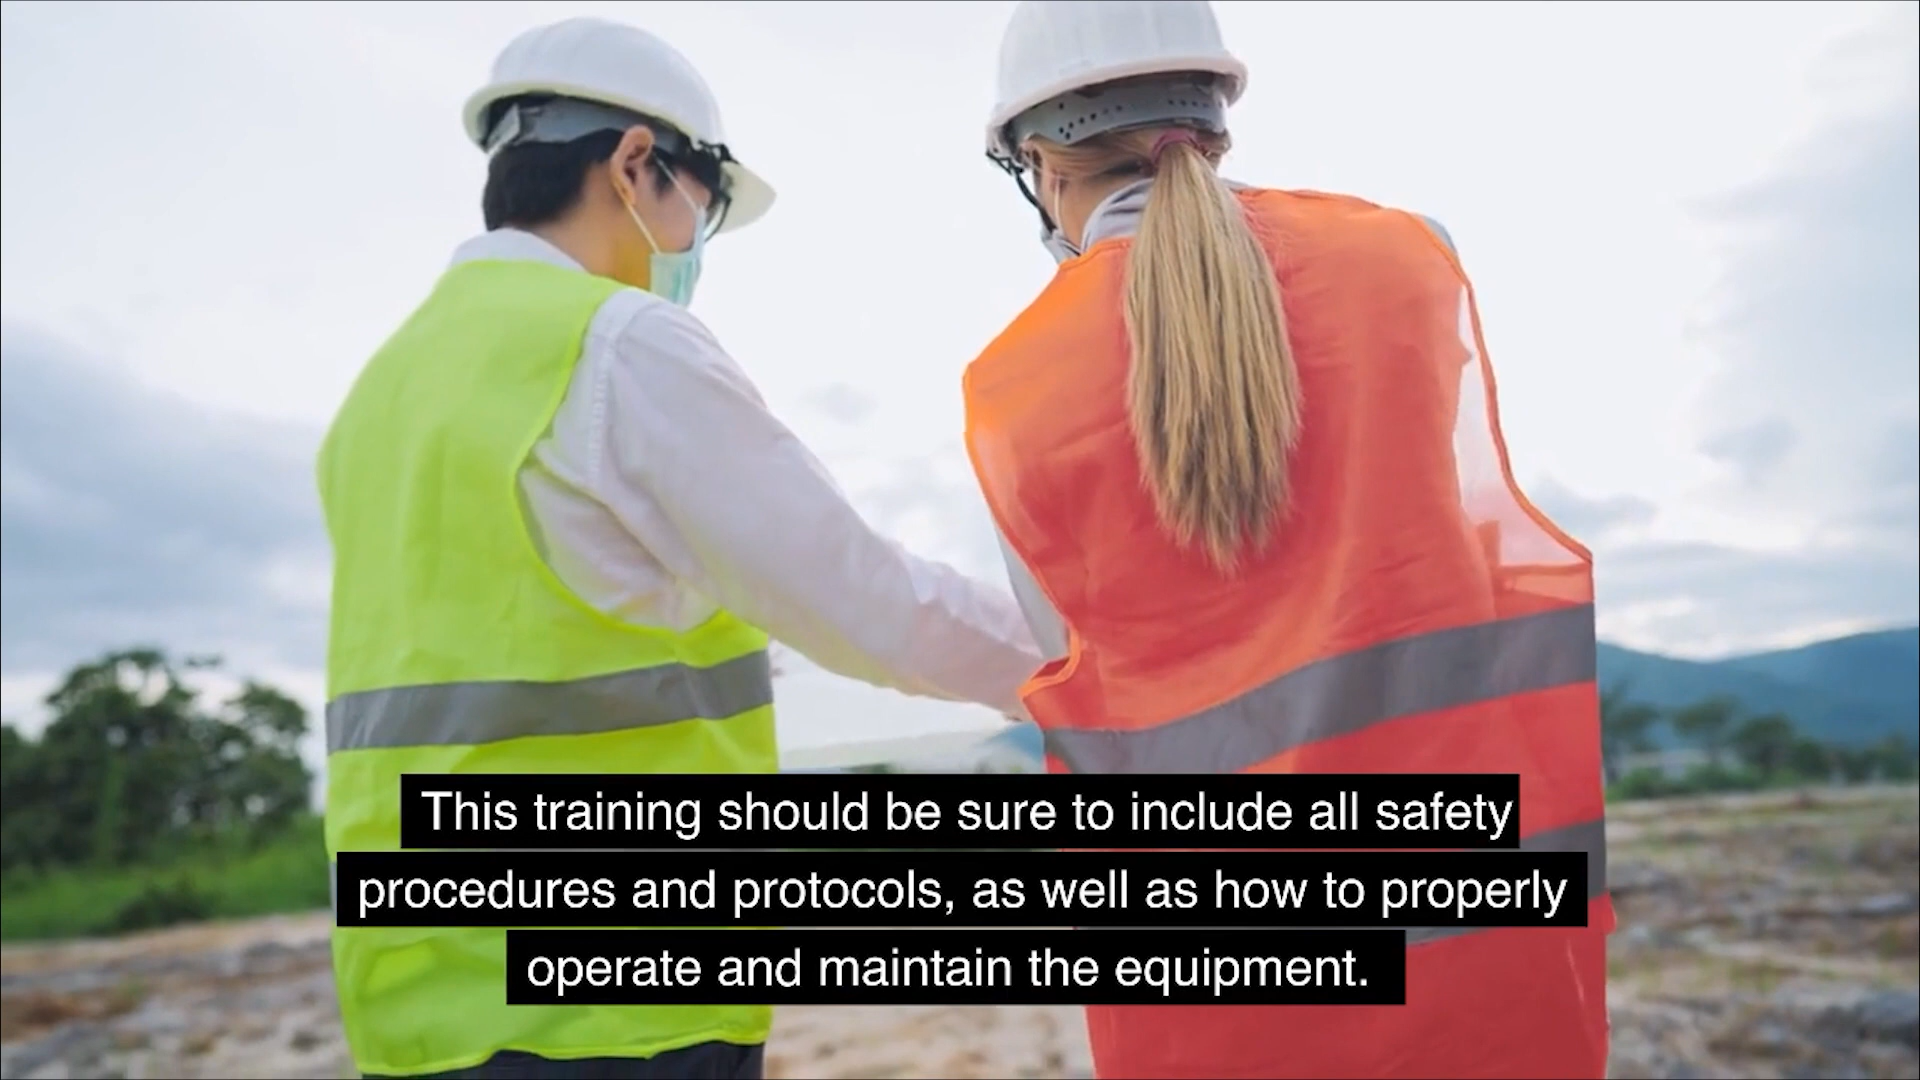 This training should be sure to include all safety
procedures and protocols, as well as how to properly
operate and maintain the equipment.